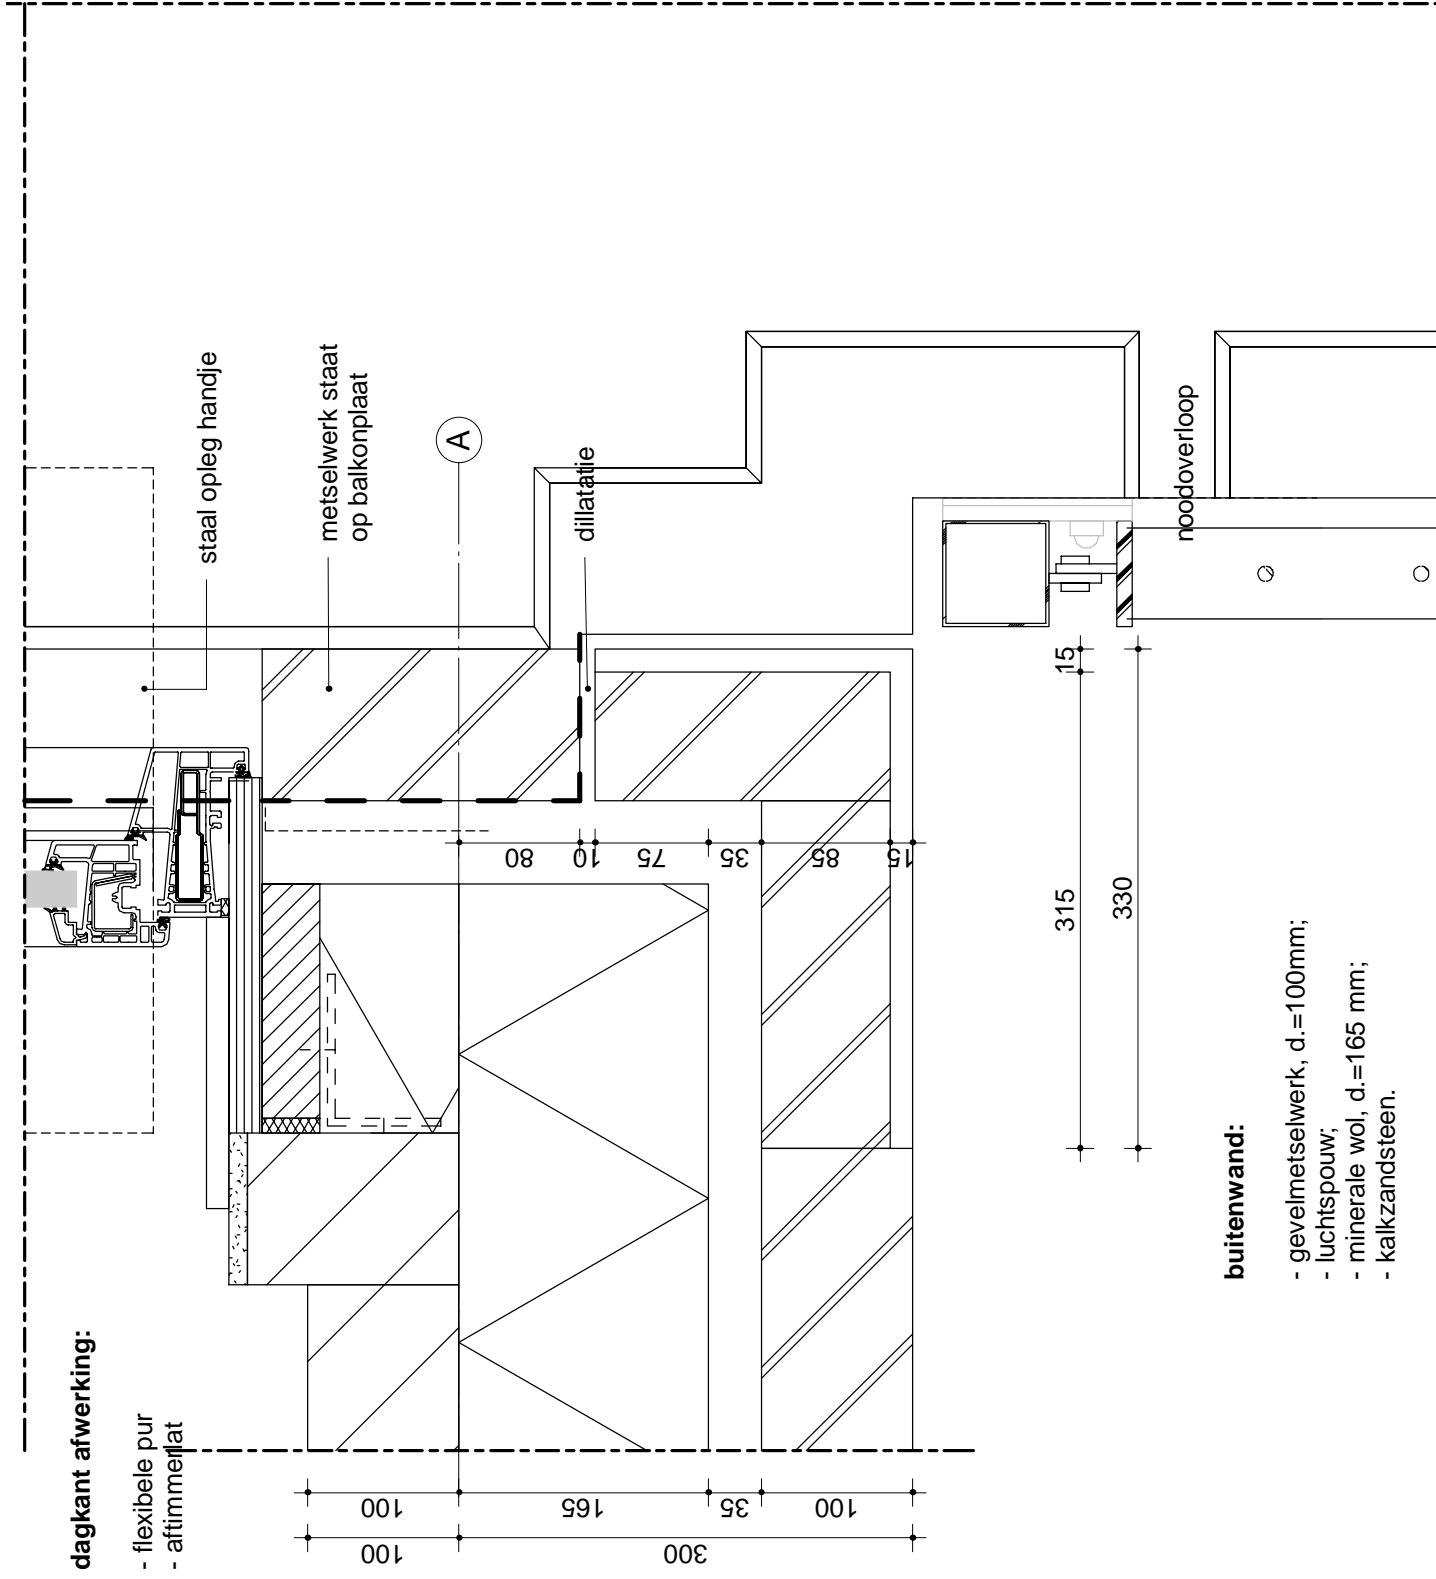 staal opleg handje
metselwerk staat
op balkonplaat
A
dillatatie
noodoverloop
80
10
75
35
85
15
15
315
330
dagkant afwerking:
- flexibele pur
- aftimmerlat
buitenwand:
- gevelmetselwerk, d.=100mm;
- luchtspouw;
- minerale wol, d.=165 mm;
- kalkzandsteen.
100
165
35
100
100
300